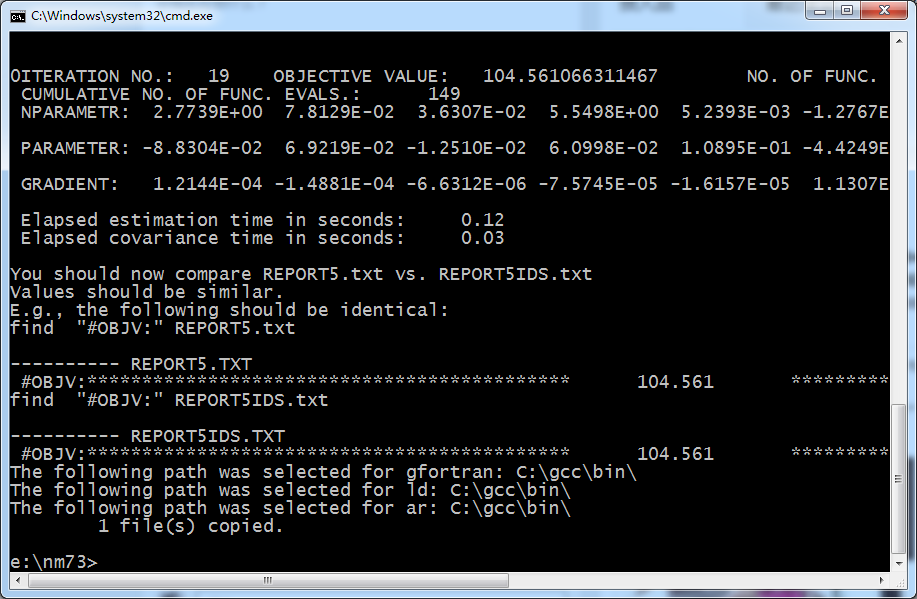 C:\Windows\system32\cmd.exe
0ITERATION NO.:   19    OBJECTIVE VALUE:   104.561066311467        NO. OF FUNC.
 CUMULATIVE NO. OF FUNC. EVALS.:      149
 NPARAMETR:  2.7739E+00  7.8129E-02  3.6307E-02  5.5498E+00  5.2393E-03 -1.2767E
 PARAMETER: -8.8304E-02  6.9219E-02 -1.2510E-02  6.0998E-02  1.0895E-01 -4.4249E
 GRADIENT:   1.2144E-04 -1.4881E-04 -6.6312E-06 -7.5745E-05 -1.6157E-05  1.1307E
 Elapsed estimation time in seconds:     0.12
 Elapsed covariance time in seconds:     0.03
You should now compare REPORT5.txt vs. REPORT5IDS.txt
Values should be similar.
E.g., the following should be identical:
find  "#OBJV:" REPORT5.txt
---------- REPORT5.TXT
 #OBJV:********************************************      104.561       *********
find  "#OBJV:" REPORT5IDS.txt
---------- REPORT5IDS.TXT
 #OBJV:********************************************      104.561       *********
The following path was selected for gfortran: C:\gcc\bin\
The following path was selected for ld: C:\gcc\bin\
The following path was selected for ar: C:\gcc\bin\
        1 file(s) copied.
e:\nm73>